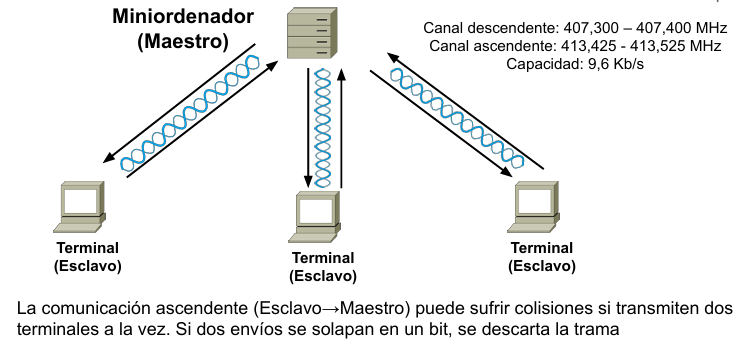 Miniordenador
(Maestro)
Canal descendente: 407,300 – 407,400 MHz
Canal ascendente: 413,425 - 413,525 MHz
Capacidad: 9,6 Kb/s
Terminal
(Esclavo)
Terminal
(Esclavo)
Terminal
(Esclavo)
La comunicación ascendente (Esclavo→Maestro) puede sufrir colisiones si transmiten dos
terminales a la vez. Si dos envíos se solapan en un bit, se descarta la trama